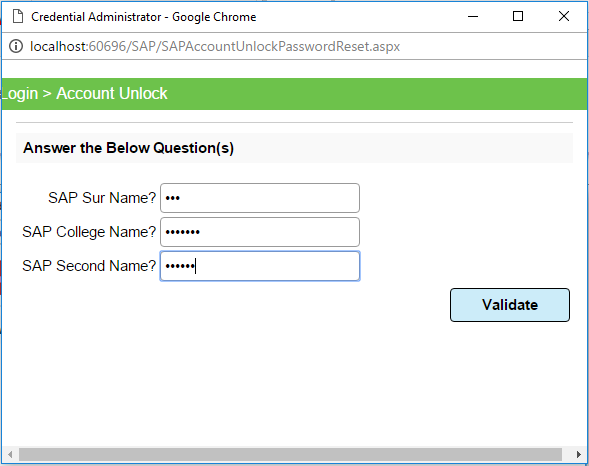 Credential Administrator - Google Chrome
localhost:60696/SAP/SAPAccountUnlockPasswordReset.aspx
Login > Account Unlock
Answer the Below Question(s)
SAP Sur Name? •••
SAP College Name? •••••••
SAP Second Name? ••••••
Validate